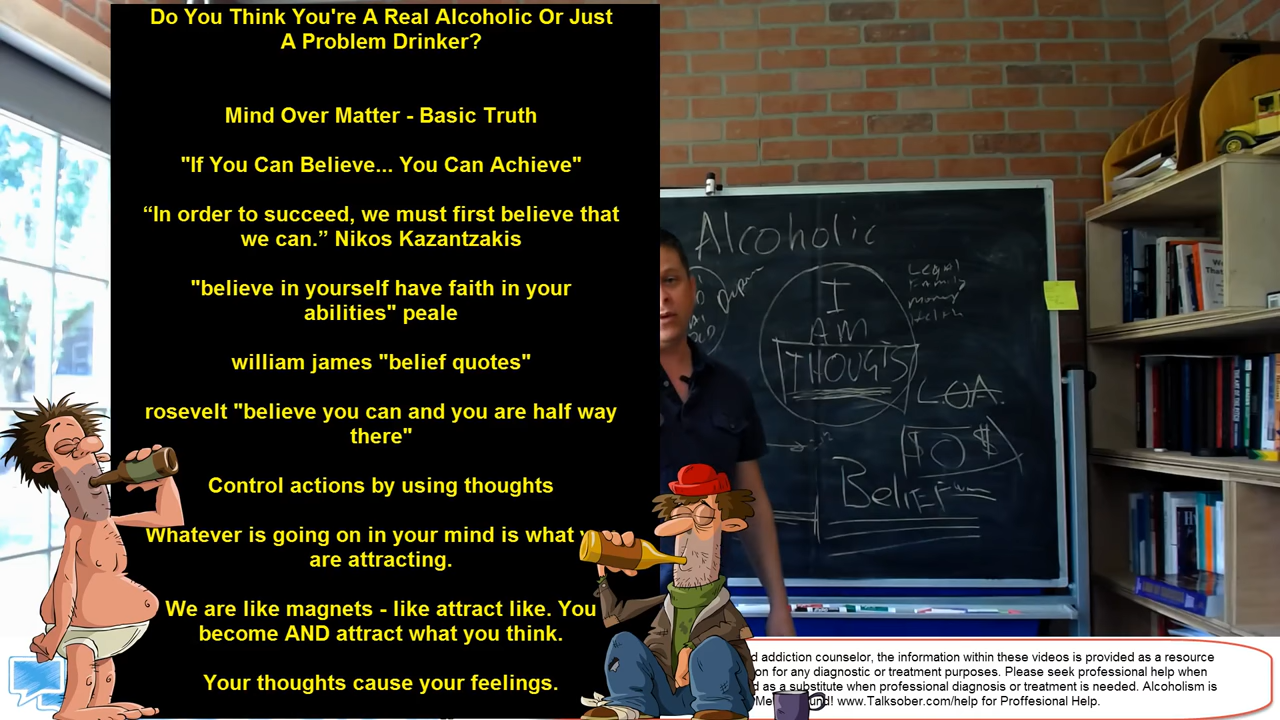 Do You Think You're A Real Alcoholic Or Just
A Problem Drinker?
Mind Over Matter - Basic Truth
"If You Can Believe... You Can Achieve"
“In order to succeed, we must first believe that
we can.” Nikos Kazantzakis
"believe in yourself have faith in your
abilities" peale
william james "belief quotes"
rosevelt "believe you can and you are half way
there"
Control actions by using thoughts
Whatever is going on in your mind is what
are attracting.
We are like magnets - like attract like. You
become AND attract what you think.
Your thoughts cause your feelings.
Alcoholic
I
AM
THOUGTS
Legal
Family
money
Helth
L.O.A.
Belief
addiction counselor, the information within these videos is provided as a resource
for any diagnostic or treatment purposes. Please seek professional help when
as a substitute when professional diagnosis or treatment is needed. Alcoholism is
www.Talksober.com/help for Proffesional Help.